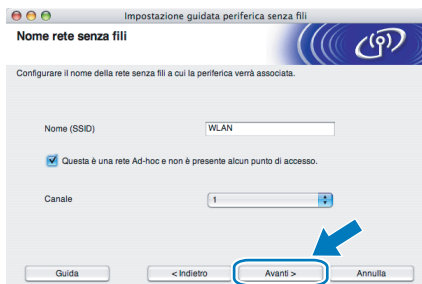 Impostazione guidata periferica senza fili
Nome rete senza fili
Configurare il nome della rete senza fili a cui la periferica verrà associata.
Nome (SSID) WLAN
Questa è una rete Ad-hoc e non è presente alcun punto di accesso.
Canale 1
Guida < Indietro Avanti > Annulla